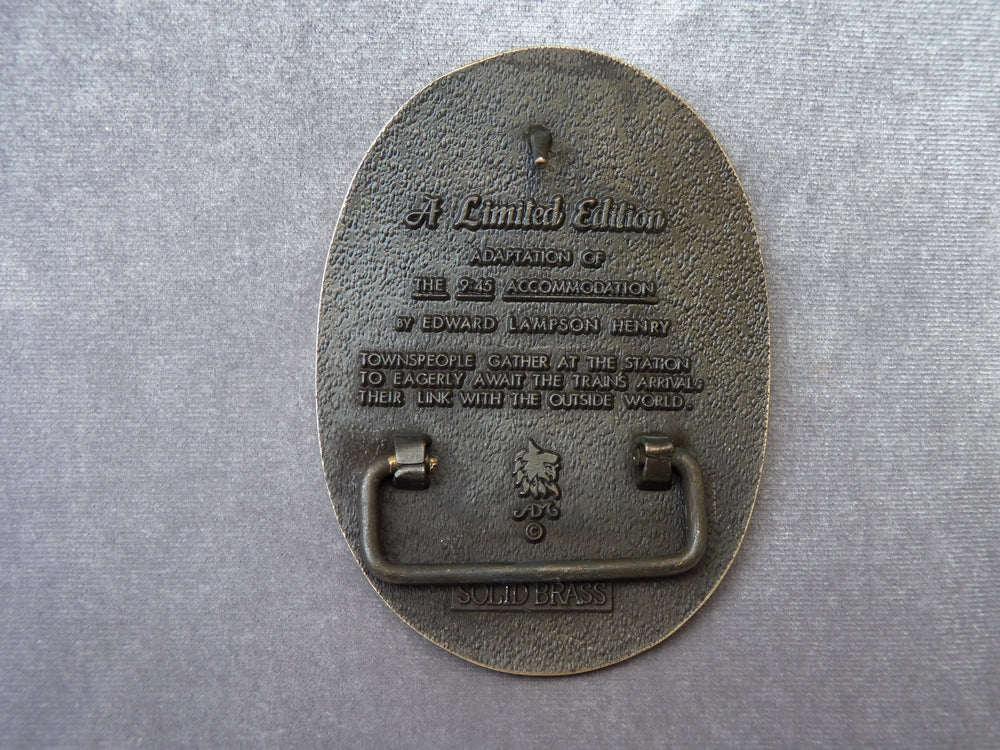 A Limited Edition
ADAPTATION OF
THE 9:45 ACCOMMODATION
BY EDWARD LAMPSON HENRY
TOWNSPEOPLE GATHER AT THE STATION
TO EAGERLY AWAIT THE TRAINS ARRIVAL;
THEIR LINK WITH THE OUTSIDE WORLD.
©
SOLID BRASS